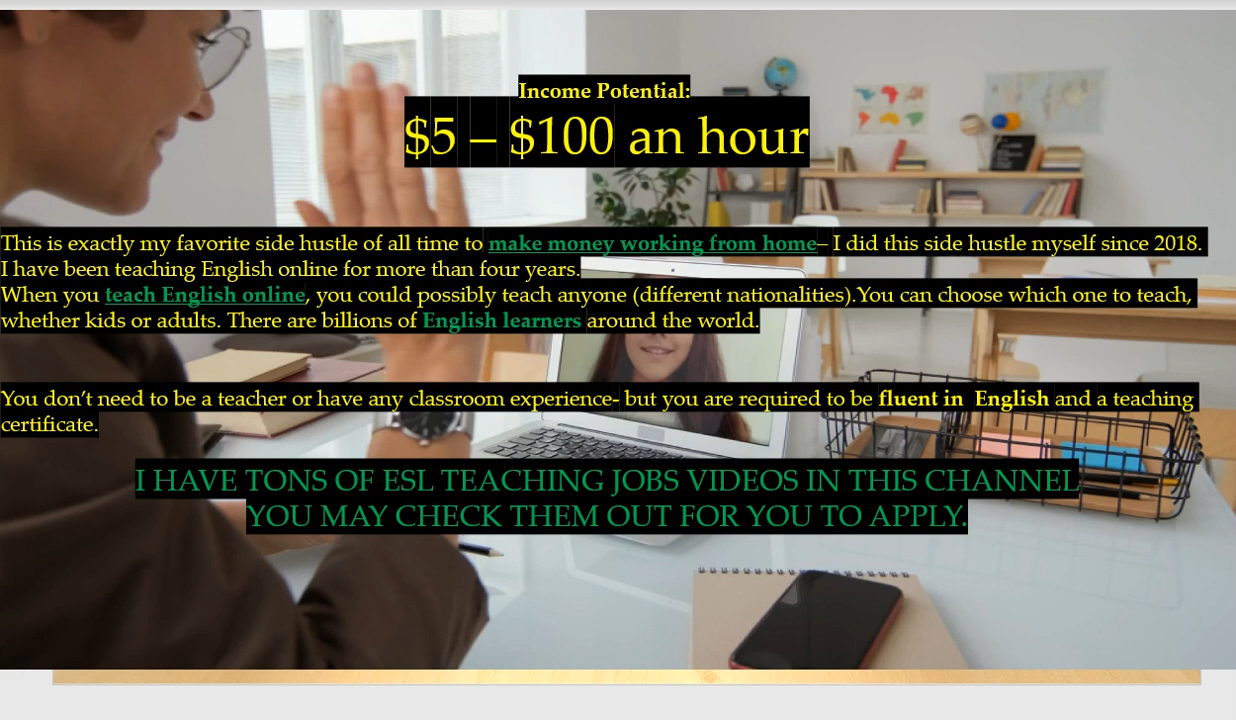 Income Potential:
$5 – $100 an hour
This is exactly my favorite side hustle of all time to make money working from home– I did this side hustle myself since 2018.
I have been teaching English online for more than four years.
When you teach English online, you could possibly teach anyone (different nationalities).You can choose which one to teach,
whether kids or adults. There are billions of English learners around the world.
You don’t need to be a teacher or have any classroom experience- but you are required to be fluent in  English and a teaching
certificate.
I HAVE TONS OF ESL TEACHING JOBS VIDEOS IN THIS CHANNEL
YOU MAY CHECK THEM OUT FOR YOU TO APPLY.